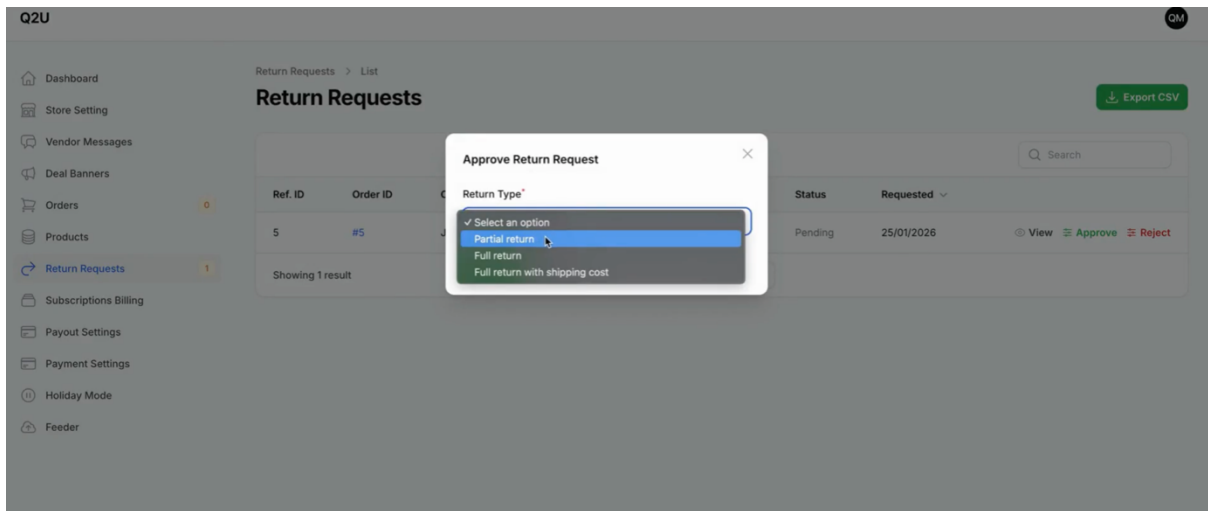 Q2U
QM
Dashboard
Store Setting
Vendor Messages
Deal Banners
Orders 0
Products
Return Requests 1
Subscriptions Billing
Payout Settings
Payment Settings
Holiday Mode
Feeder
Return Requests > List
Return Requests
Export CSV
Search
Ref. ID Order ID Status Requested
5 #5 Pending 25/01/2026 View Approve Reject
Showing 1 result
Approve Return Request
Return Type*
✓ Select an option
Partial return
Full return
Full return with shipping cost